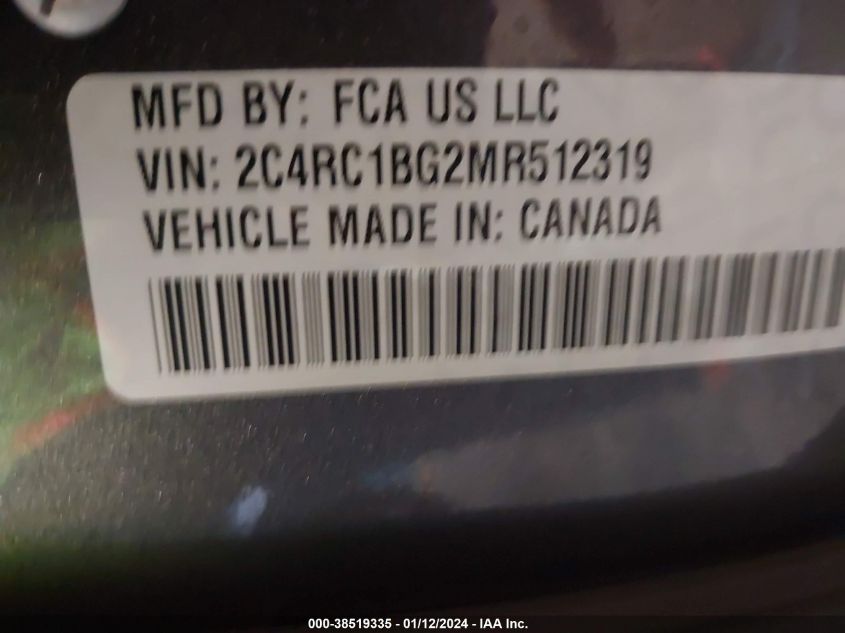 MFD BY: FCA US LLC
VIN: 2C4RC1BG2MR512319
VEHICLE MADE IN: CANADA
000-38519335 - 01/12/2024 - IAA Inc.